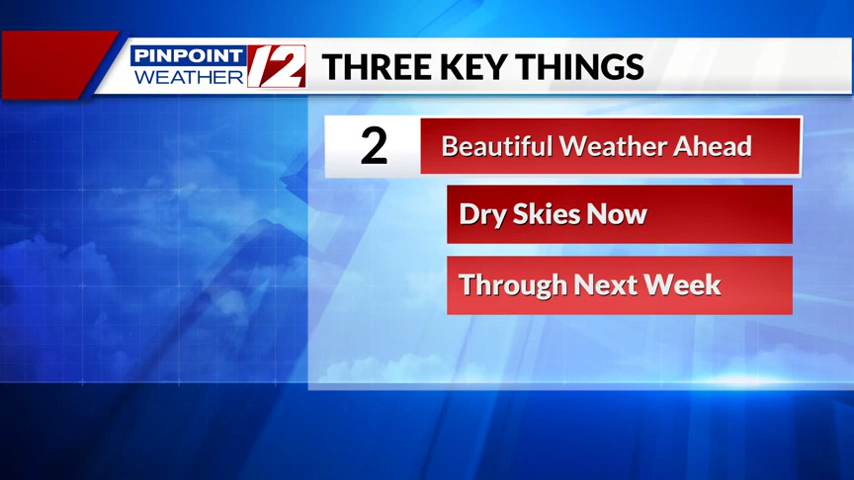 PINPOINT
WEATHER 12
THREE KEY THINGS
2 Beautiful Weather Ahead
Dry Skies Now
Through Next Week